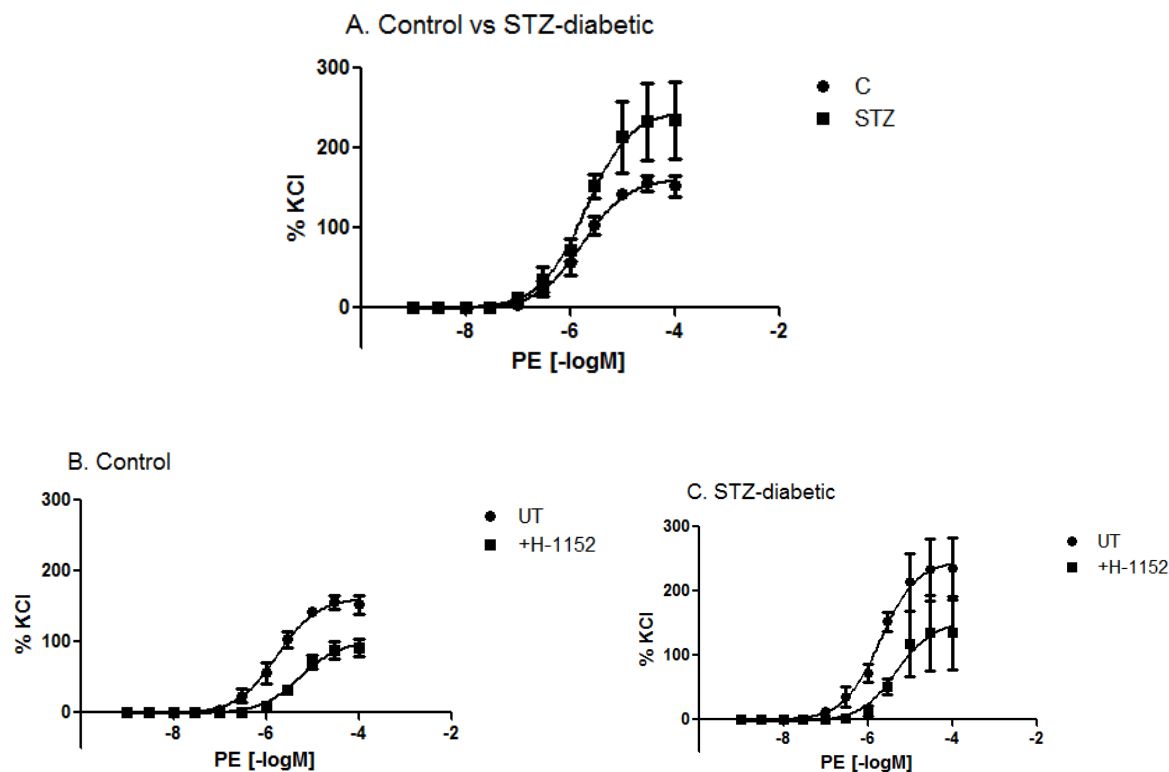 A. Control vs STZ-diabetic
300
200
100
0
% KCl
-8
-6
-4
-2
PE [-logM]
C
STZ
B. Control
300
200
100
0
% KCl
-8
-6
-4
-2
PE [-logM]
UT
+H-1152
C. STZ-diabetic
300
200
100
0
% KCl
-8
-6
-4
-2
PE [-logM]
UT
+H-1152